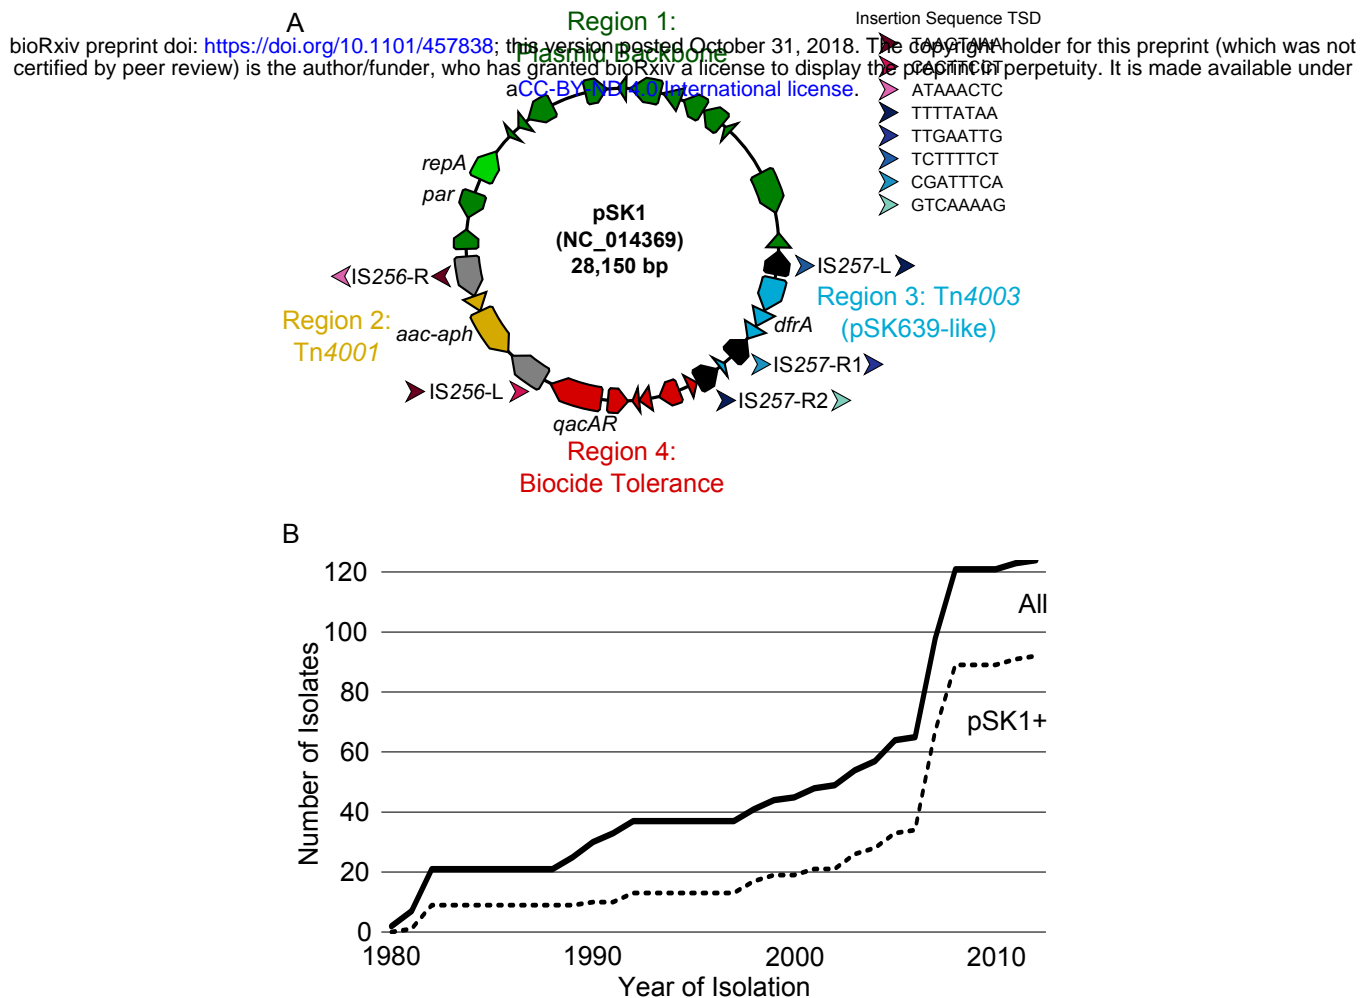 A
Region 1:
Plasmid Backbone
Insertion Sequence TSD
bioRxiv preprint doi: https://doi.org/10.1101/457838; this version posted October 31, 2018. The copyright holder for this preprint (which was not
certified by peer review) is the author/funder, who has granted bioRxiv a license to display the preprint in perpetuity. It is made available under
aCC-BY-ND 4.0 International license.
CACTTCCT
ATAAACTC
TTTTATAA
TTGAATTG
TCTTTTCT
CGATTTCA
GTCAAAAG
repA
par
pSK1
(NC_014369)
28,150 bp
IS256-R
IS257-L
Region 2:
Tn4001
aac-aph
Region 3: Tn4003
(pSK639-like)
dfrA
IS257-R1
IS256-L
IS257-R2
qacAR
Region 4:
Biocide Tolerance
B
120
100
80
60
40
20
0
Number of Isolates
All
pSK1+
1980
1990
2000
2010
Year of Isolation